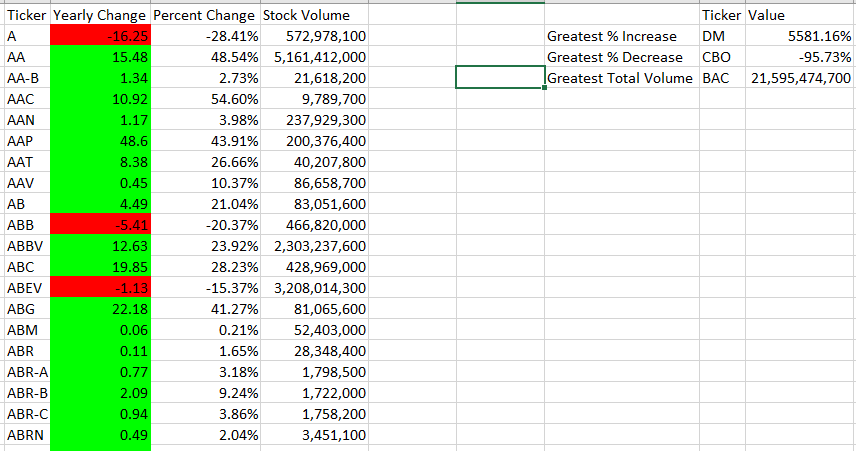 Ticker Yearly Change Percent Change Stock Volume Ticker Value
A -16.25 -28.41% 572,978,100 Greatest % Increase DM 5581.16%
AA 15.48 48.54% 5,161,412,000 Greatest % Decrease CBO -95.73%
AA-B 1.34 2.73% 21,618,200 Greatest Total Volume BAC 21,595,474,700
AAC 10.92 54.60% 9,789,700
AAN 1.17 3.98% 237,929,300
AAP 48.6 43.91% 200,376,400
AAT 8.38 26.66% 40,207,800
AAV 0.45 10.37% 86,658,700
AB 4.49 21.04% 83,051,600
ABB -5.41 -20.37% 466,820,000
ABBV 12.63 23.92% 2,303,237,600
ABC 19.85 28.23% 428,969,000
ABEV -1.13 -15.37% 3,208,014,300
ABG 22.18 41.27% 81,065,600
ABM 0.06 0.21% 52,403,000
ABR 0.11 1.65% 28,348,400
ABR-A 0.77 3.18% 1,798,500
ABR-B 2.09 9.24% 1,722,000
ABR-C 0.94 3.86% 1,758,200
ABRN 0.49 2.04% 3,451,100